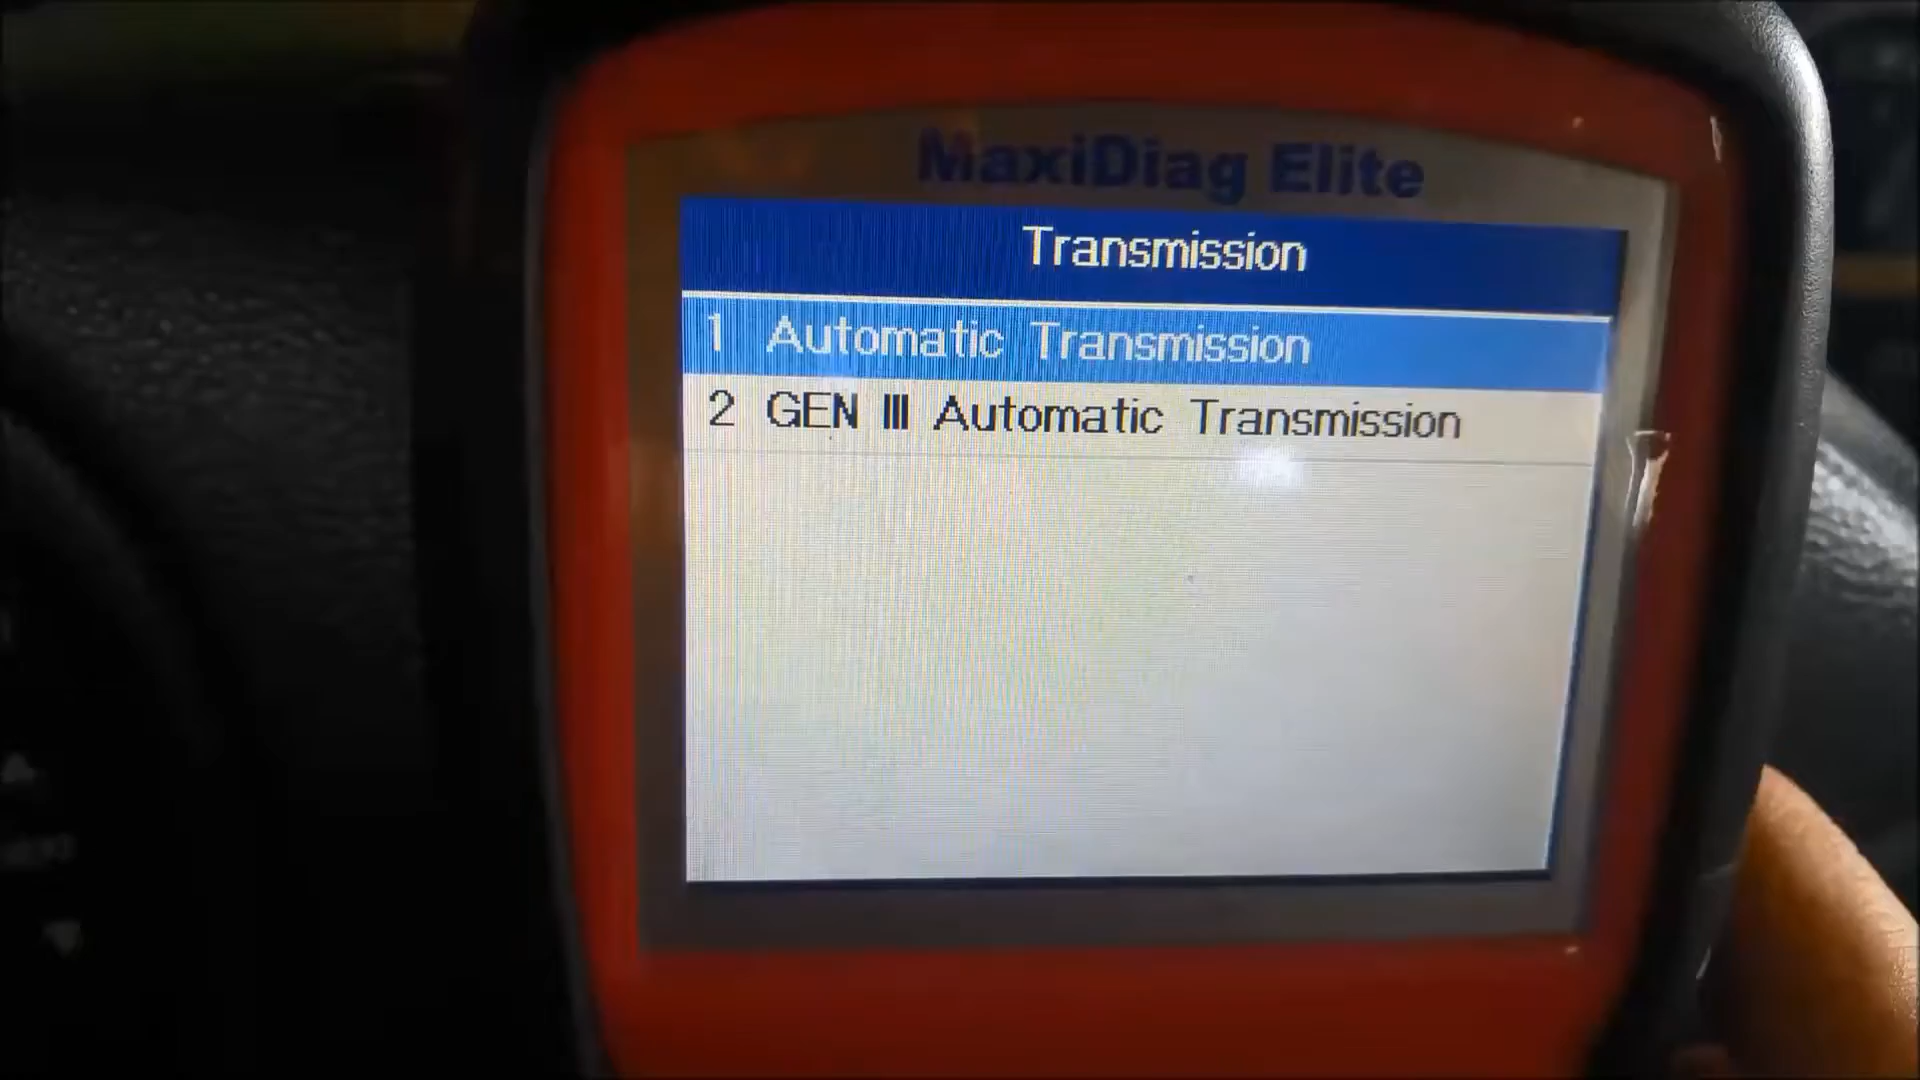 MaxiDiag Elite
Transmission
1 Automatic Transmission
2 GEN III Automatic Transmission